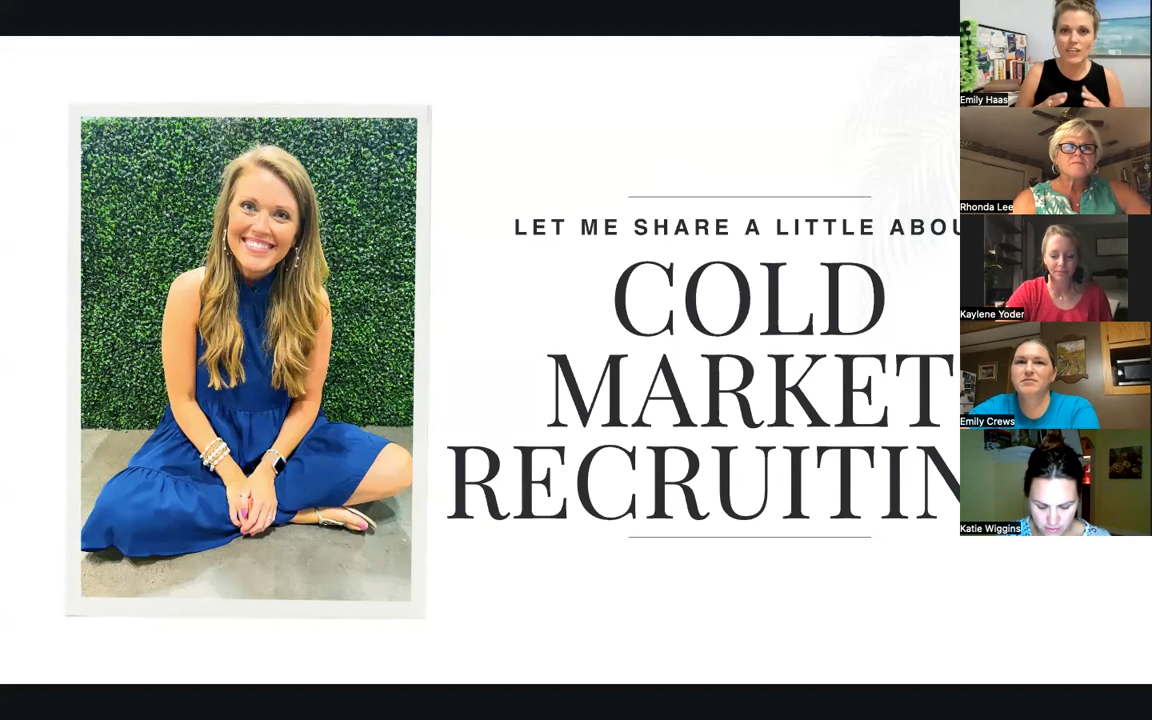 LET ME SHARE A LITTLE ABOU
COLD
MARKET
RECRUITIN
Emily Haas
Rhonda Lee
Kaylene Yoder
Emily Crews
Katie Wiggins